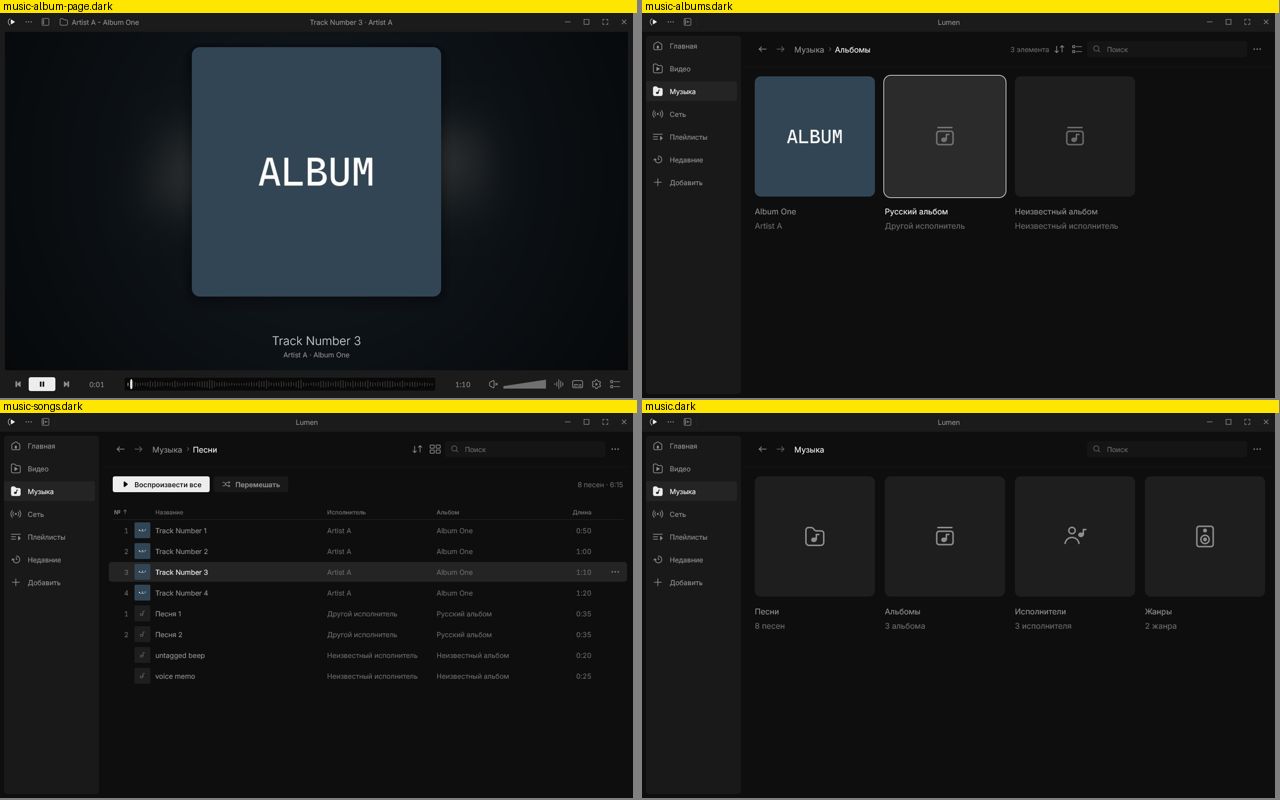 music-album-page.dark
Artist A - Album One
Track Number 3 · Artist A
ALBUM
Track Number 3
Artist A · Album One
0:01
1:10
music-albums.dark
Lumen
Главная
Видео
Музыка
Сеть
Плейлисты
Недавние
Добавить
Музыка › Альбомы
3 элемента
Поиск
ALBUM
Album One
Artist A
Русский альбом
Другой исполнитель
Неизвестный альбом
Неизвестный исполнитель
music-songs.dark
Lumen
Главная
Видео
Музыка
Сеть
Плейлисты
Недавние
Добавить
Музыка › Песни
Поиск
Воспроизвести все
Перемешать
8 песен · 6:15
№ ↑ Название Исполнитель Альбом Длина
1 Track Number 1 Artist A Album One 0:50
2 Track Number 2 Artist A Album One 1:00
3 Track Number 3 Artist A Album One 1:10
4 Track Number 4 Artist A Album One 1:20
1 Песня 1 Другой исполнитель Русский альбом 0:35
2 Песня 2 Другой исполнитель Русский альбом 0:35
untagged beep Неизвестный исполнитель Неизвестный альбом 0:20
voice memo Неизвестный исполнитель Неизвестный альбом 0:25
music.dark
Lumen
Главная
Видео
Музыка
Сеть
Плейлисты
Недавние
Добавить
Музыка
Поиск
Песни
8 песен
Альбомы
3 альбома
Исполнители
3 исполнителя
Жанры
2 жанра